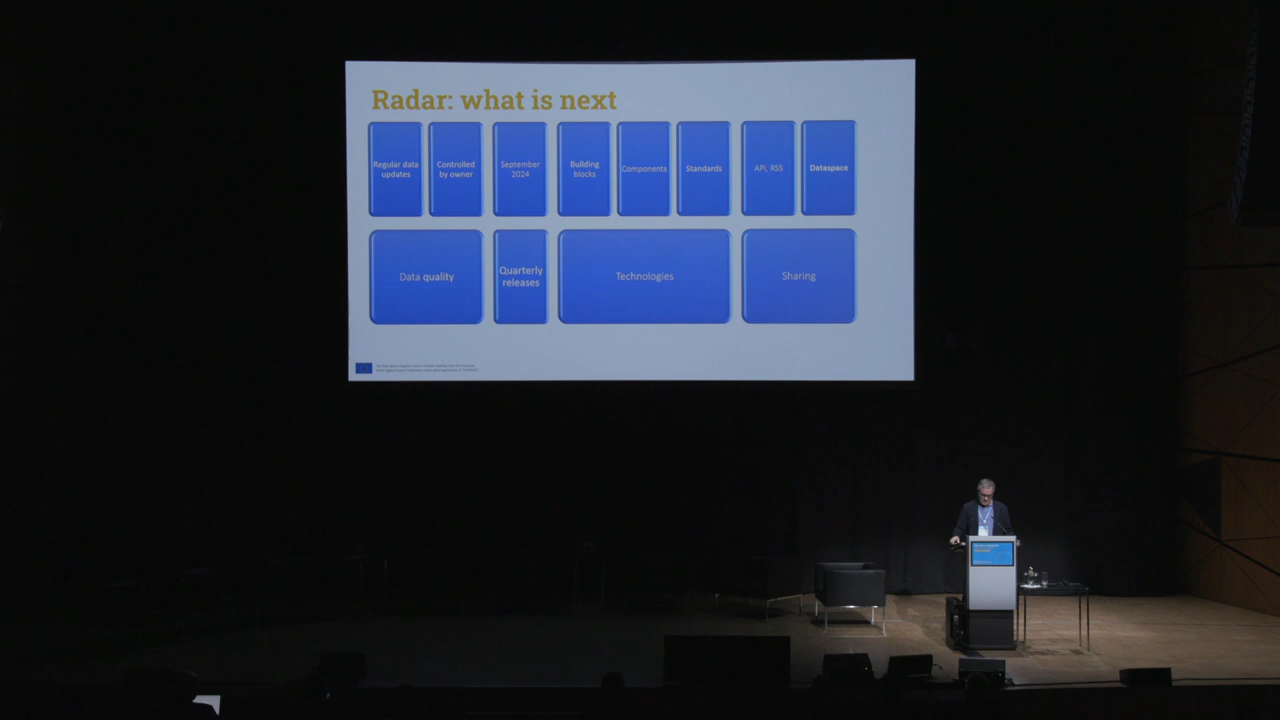 Radar: what is next
Regular data
updates
Controlled
by owner
September
2024
Building
blocks
Components
Standards
API, RSS
Dataspace
Data quality
Quarterly
releases
Technologies
Sharing